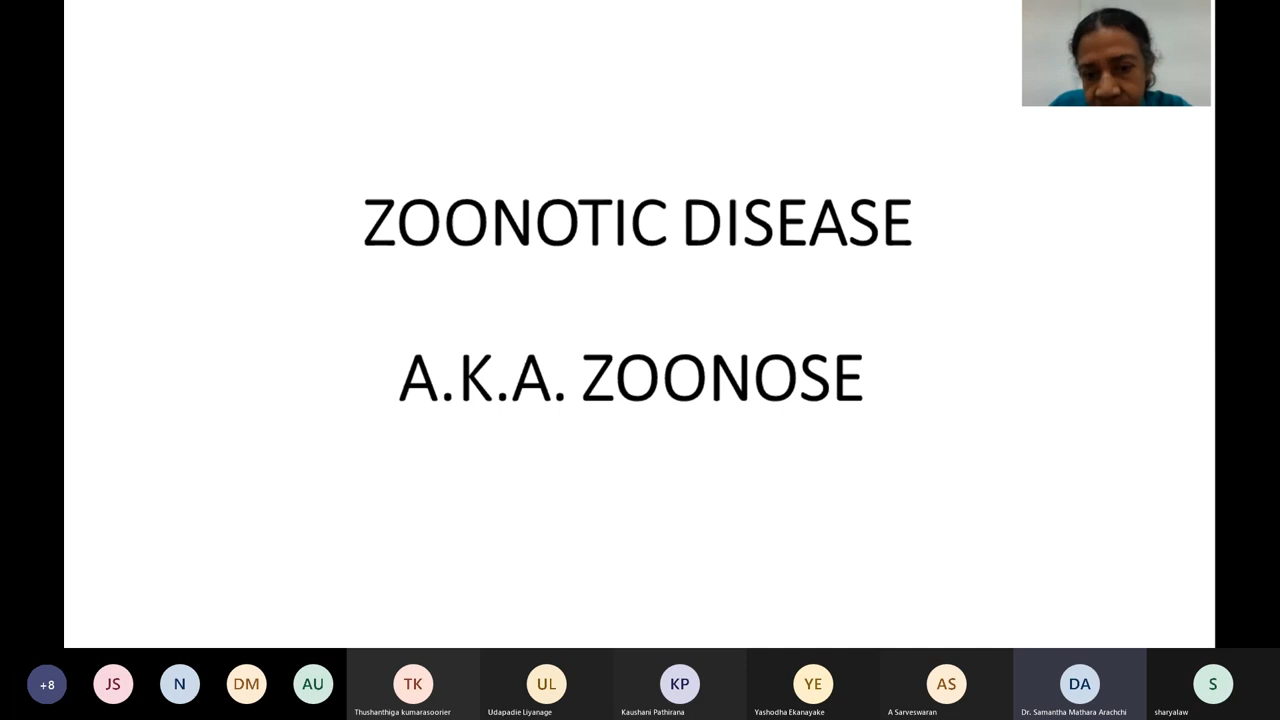 ZOONOTIC DISEASE
A.K.A. ZOONOSE
+8
JS
N
DM
AU
TK
UL
KP
YE
AS
DA
S
Thushanthiga kumarasoorier
Udapadie Liyanage
Kaushani Pathirana
Yashodha Ekanayake
A Sarveswaran
Dr. Samantha Mathara Arachchi
sharyalaw